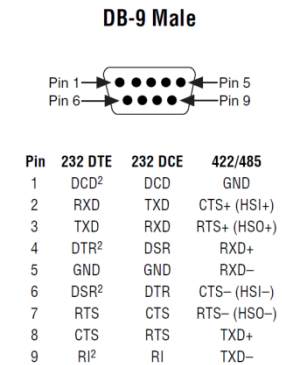 DB-9 Male
Pin 1 Pin 5
Pin 6 Pin 9
Pin 232 DTE 232 DCE 422/485
1 DCD² DCD GND
2 RXD TXD CTS+ (HSI+)
3 TXD RXD RTS+ (HSO+)
4 DTR² DSR RXD+
5 GND GND RXD–
6 DSR² DTR CTS– (HSI–)
7 RTS CTS RTS– (HSO–)
8 CTS RTS TXD+
9 RI² RI TXD–